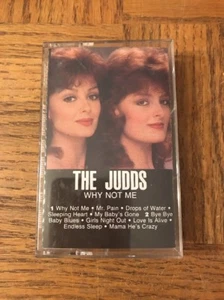 THE JUDDS
WHY NOT ME
1 Why Not Me • Mr. Pain • Drops of Water •
Sleeping Heart • My Baby's Gone 2 Bye Bye
Baby Blues • Girls Night Out • Love Is Alive •
Endless Sleep • Mama He's Crazy